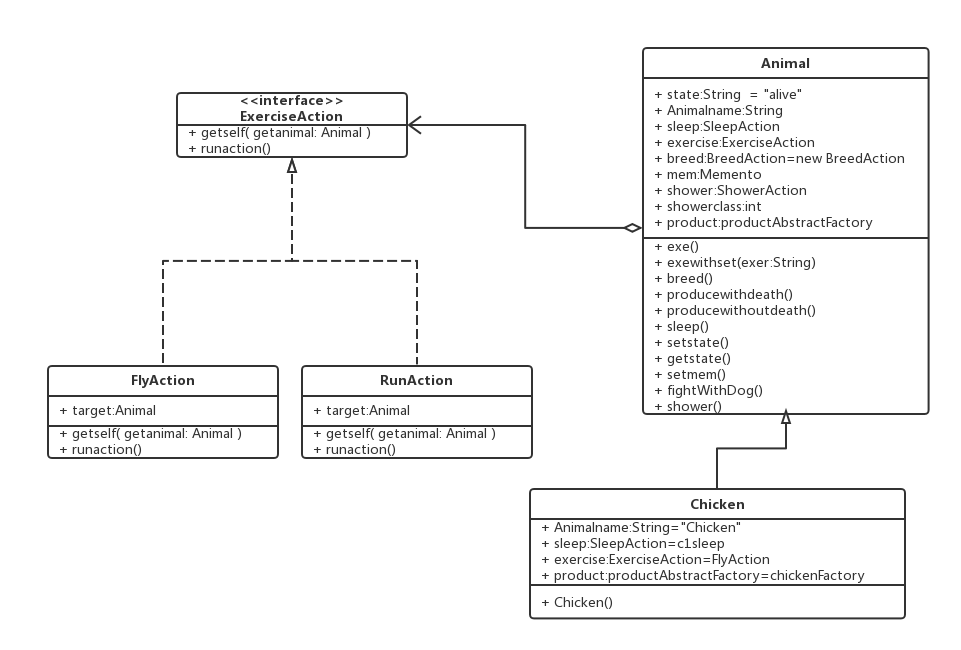 <<interface>>
ExerciseAction
+ getself( getanimal: Animal )
+ runaction()
Animal
+ state:String  = "alive"
+ Animalname:String
+ sleep:SleepAction
+ exercise:ExerciseAction
+ breed:BreedAction=new BreedAction
+ mem:Memento
+ shower:ShowerAction
+ showerclass:int
+ product:productAbstractFactory
+ exe()
+ exewithset(exer:String)
+ breed()
+ producewithdeath()
+ producewithoutdeath()
+ sleep()
+ setstate()
+ getstate()
+ setmem()
+ fightWithDog()
+ shower()
FlyAction
+ target:Animal
+ getself( getanimal: Animal )
+ runaction()
RunAction
+ target:Animal
+ getself( getanimal: Animal )
+ runaction()
Chicken
+ Animalname:String="Chicken"
+ sleep:SleepAction=c1sleep
+ exercise:ExerciseAction=FlyAction
+ product:productAbstractFactory=chickenFactory
+ Chicken()